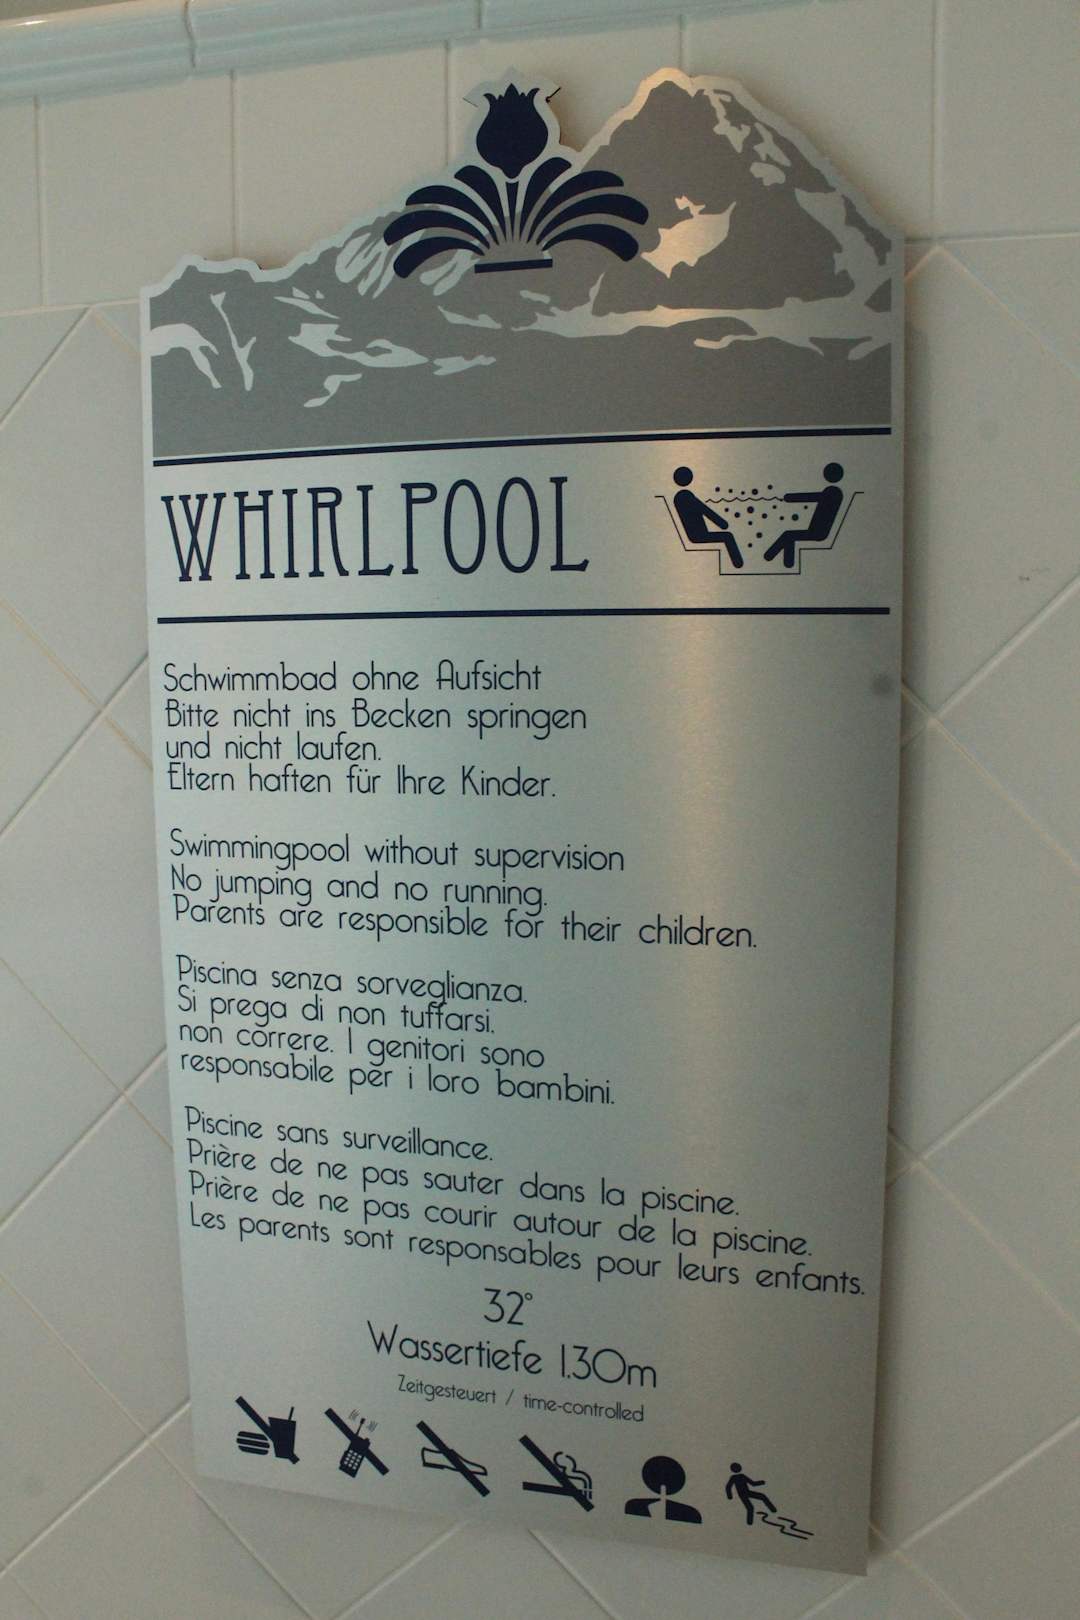 WHIRLPOOL
Schwimmbad ohne Aufsicht
Bitte nicht ins Becken springen
und nicht laufen.
Eltern haften für Ihre Kinder.
Swimmingpool without supervision
No jumping and no running.
Parents are responsible for their children.
Piscina senza sorveglianza.
Si prega di non tuffarsi.
non correre. I genitori sono
responsabile per i loro bambini.
Piscine sans surveillance.
Prière de ne pas sauter dans la piscine.
Prière de ne pas courir autour de la piscine.
Les parents sont responsables pour leurs enfants.
32°
Wassertiefe 1.30m
Zeitgesteuert / time-controlled